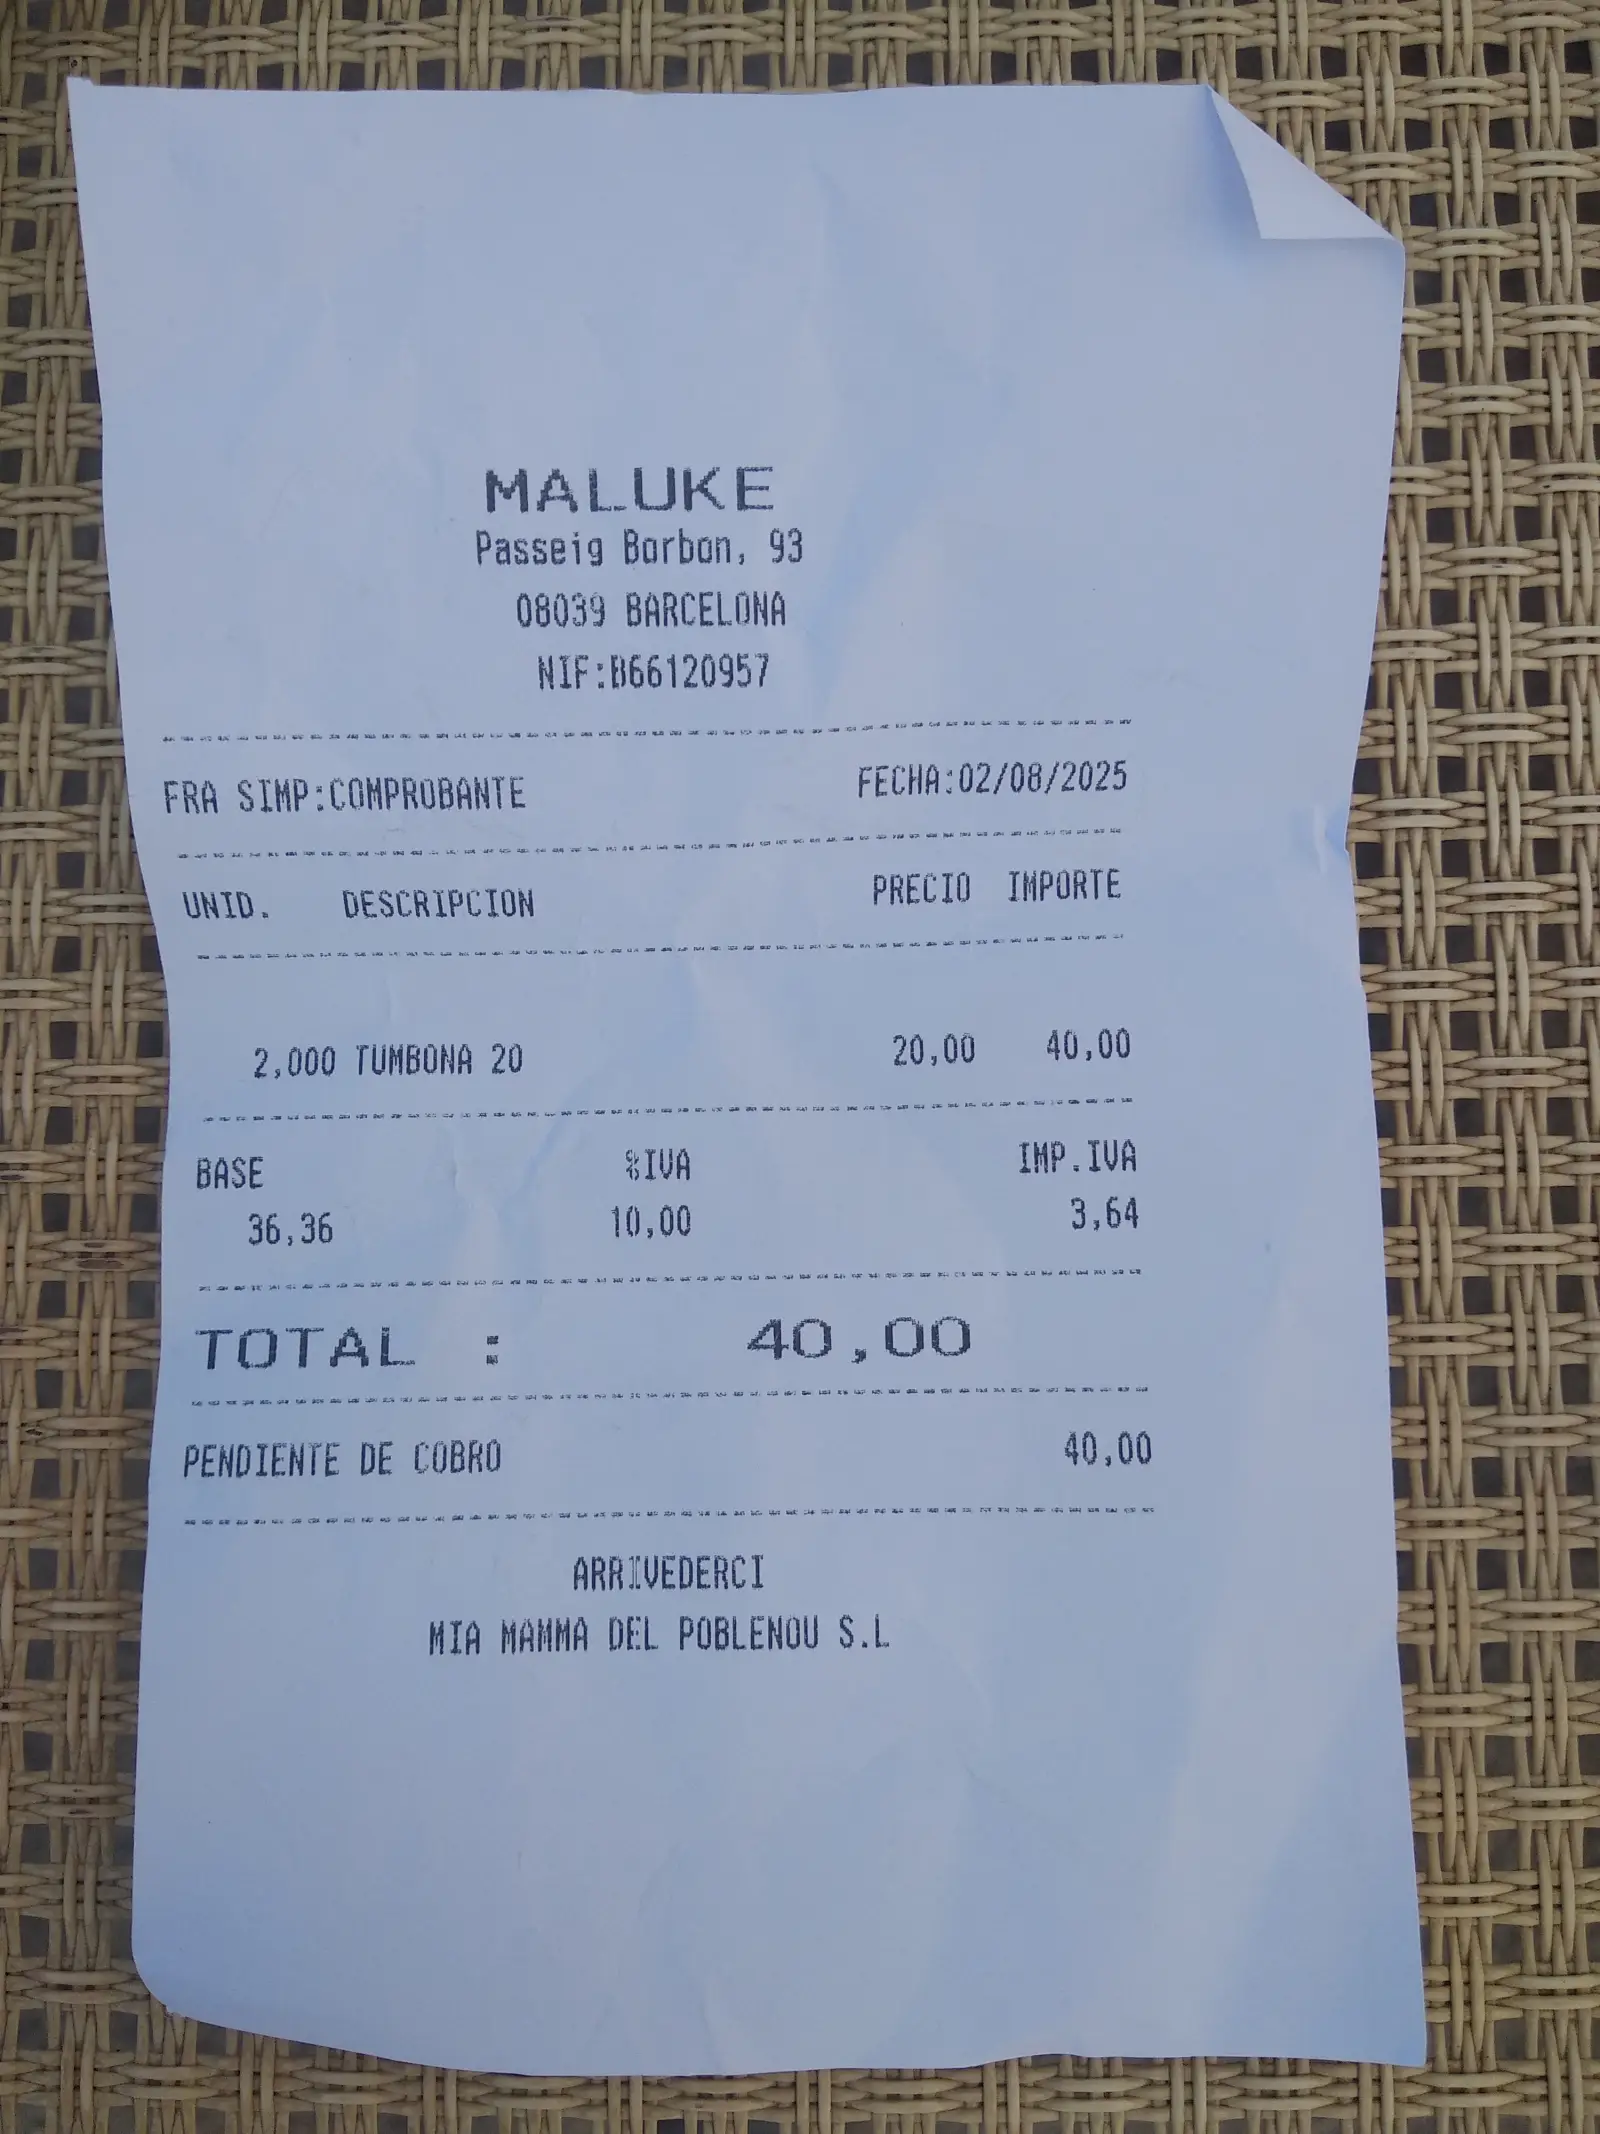 MALUKE
Passeig Borbon, 93
08039 BARCELONA
NIF:B66120957
FRA SIMP:COMPROBANTE FECHA:02/08/2025
UNID. DESCRIPCION PRECIO IMPORTE
2,000 TUMBONA 20 20,00 40,00
BASE %IVA IMP.IVA
36,36 10,00 3,64
TOTAL : 40,00
PENDIENTE DE COBRO 40,00
ARRIVEDERCI
MIA MAMMA DEL POBLENOU S.L